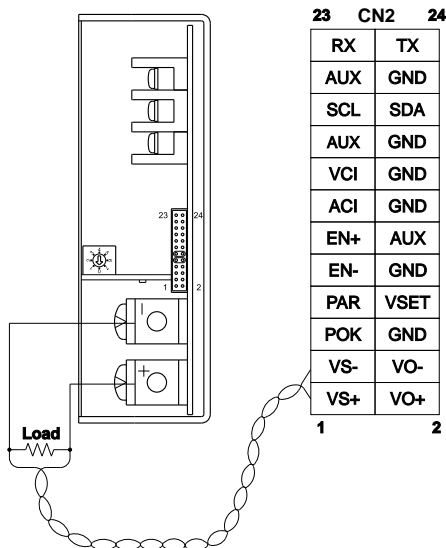 23 CN2 24
RX TX
AUX GND
SCL SDA
AUX GND
VCI GND
ACI GND
EN+ AUX
EN- GND
PAR VSET
POK GND
VS- VO-
VS+ VO+
1 2
23 24
1 2
-
+
Load